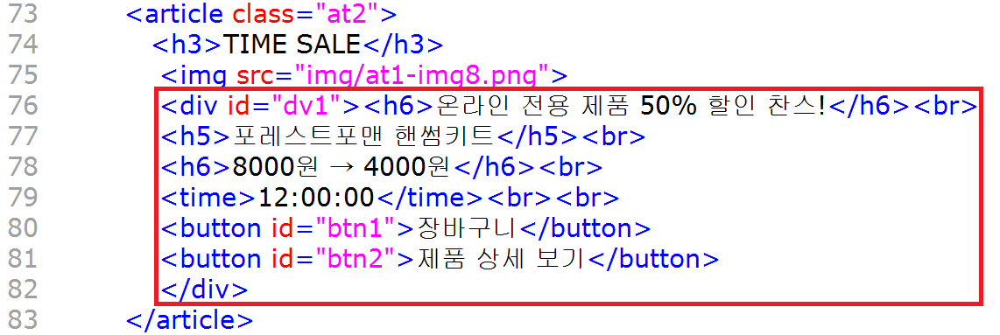 73 <article class="at2">
74 <h3>TIME SALE</h3>
75 <img src="img/at1-img8.png">
76 <div id="dv1"><h6>온라인 전용 제품 50% 할인 찬스!</h6><br>
77 <h5>포레스트포맨 핸썸키트</h5><br>
78 <h6>8000원 → 4000원</h6><br>
79 <time>12:00:00</time><br><br>
80 <button id="btn1">장바구니</button>
81 <button id="btn2">제품 상세 보기</button>
82 </div>
83 </article>